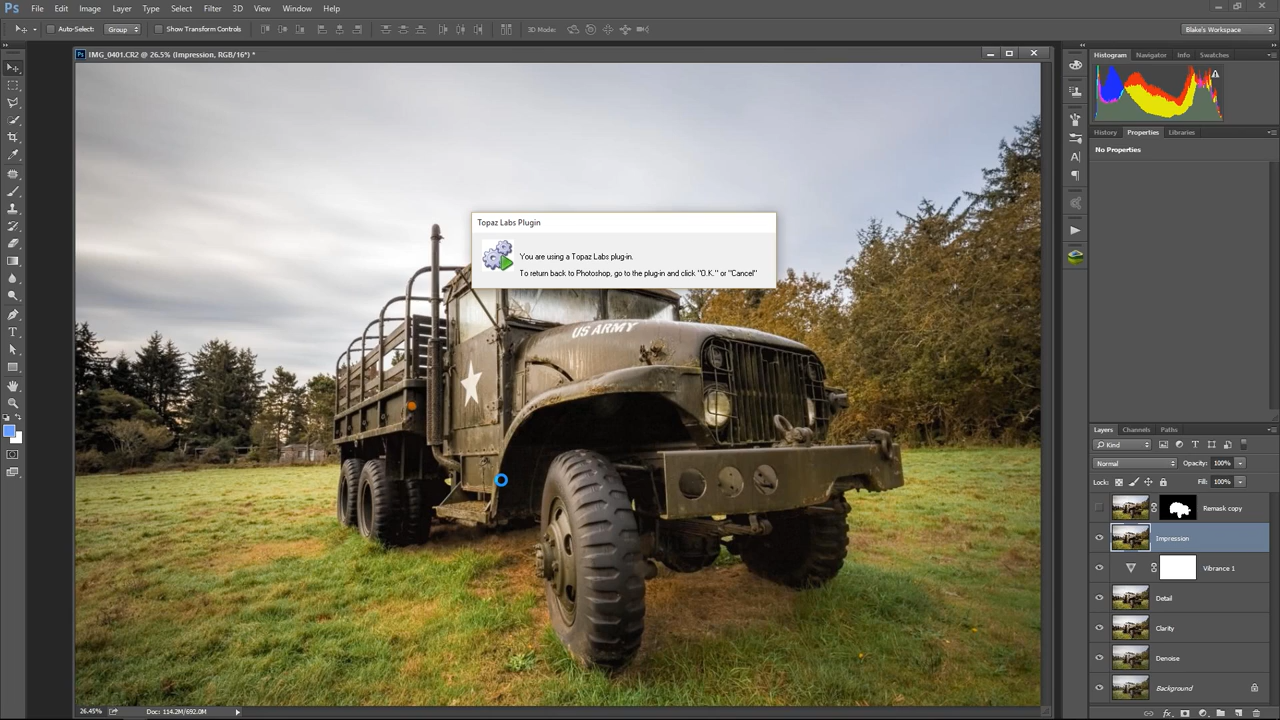 Ps File Edit Image Layer Type Select Filter 3D View Window Help
Auto-Select: Group Show Transform Controls 3D Mode: Blake's Workspace
Ps IMG_0401.CR2 @ 26.5% (Impression, RGB/16*) *
Histogram Navigator Info Swatches
History Properties Libraries
No Properties
Topaz Labs Plugin
You are using a Topaz Labs plug-in.
To return back to Photoshop, go to the plug-in and click "O.K." or "Cancel"
US ARMY
Layers Channels Paths
Kind
Normal Opacity: 100%
Lock: Fill: 100%
Remask copy
Impression
Vibrance 1
Detail
Clarity
Denoise
Background
26.45% Doc: 114.2M/692.0M